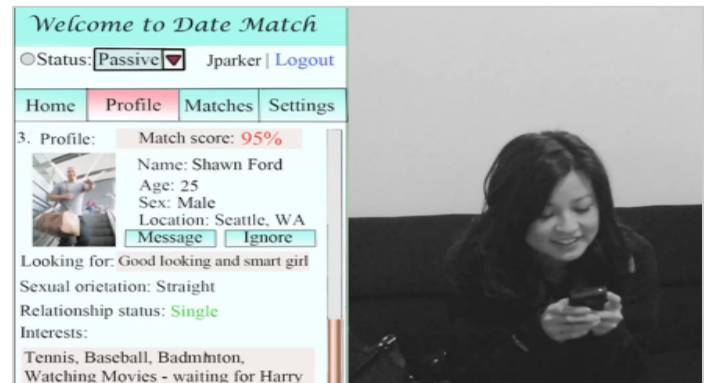 Welcome to Date Match
Status: Passive Jparker | Logout
Home Profile Matches Settings
3. Profile: Match score: 95%
Name: Shawn Ford
Age: 25
Sex: Male
Location: Seattle, WA
Message Ignore
Looking for: Good looking and smart girl
Sexual orietation: Straight
Relationship status: Single
Interests:
Tennis, Baseball, Badminton,
Watching Movies - waiting for Harry